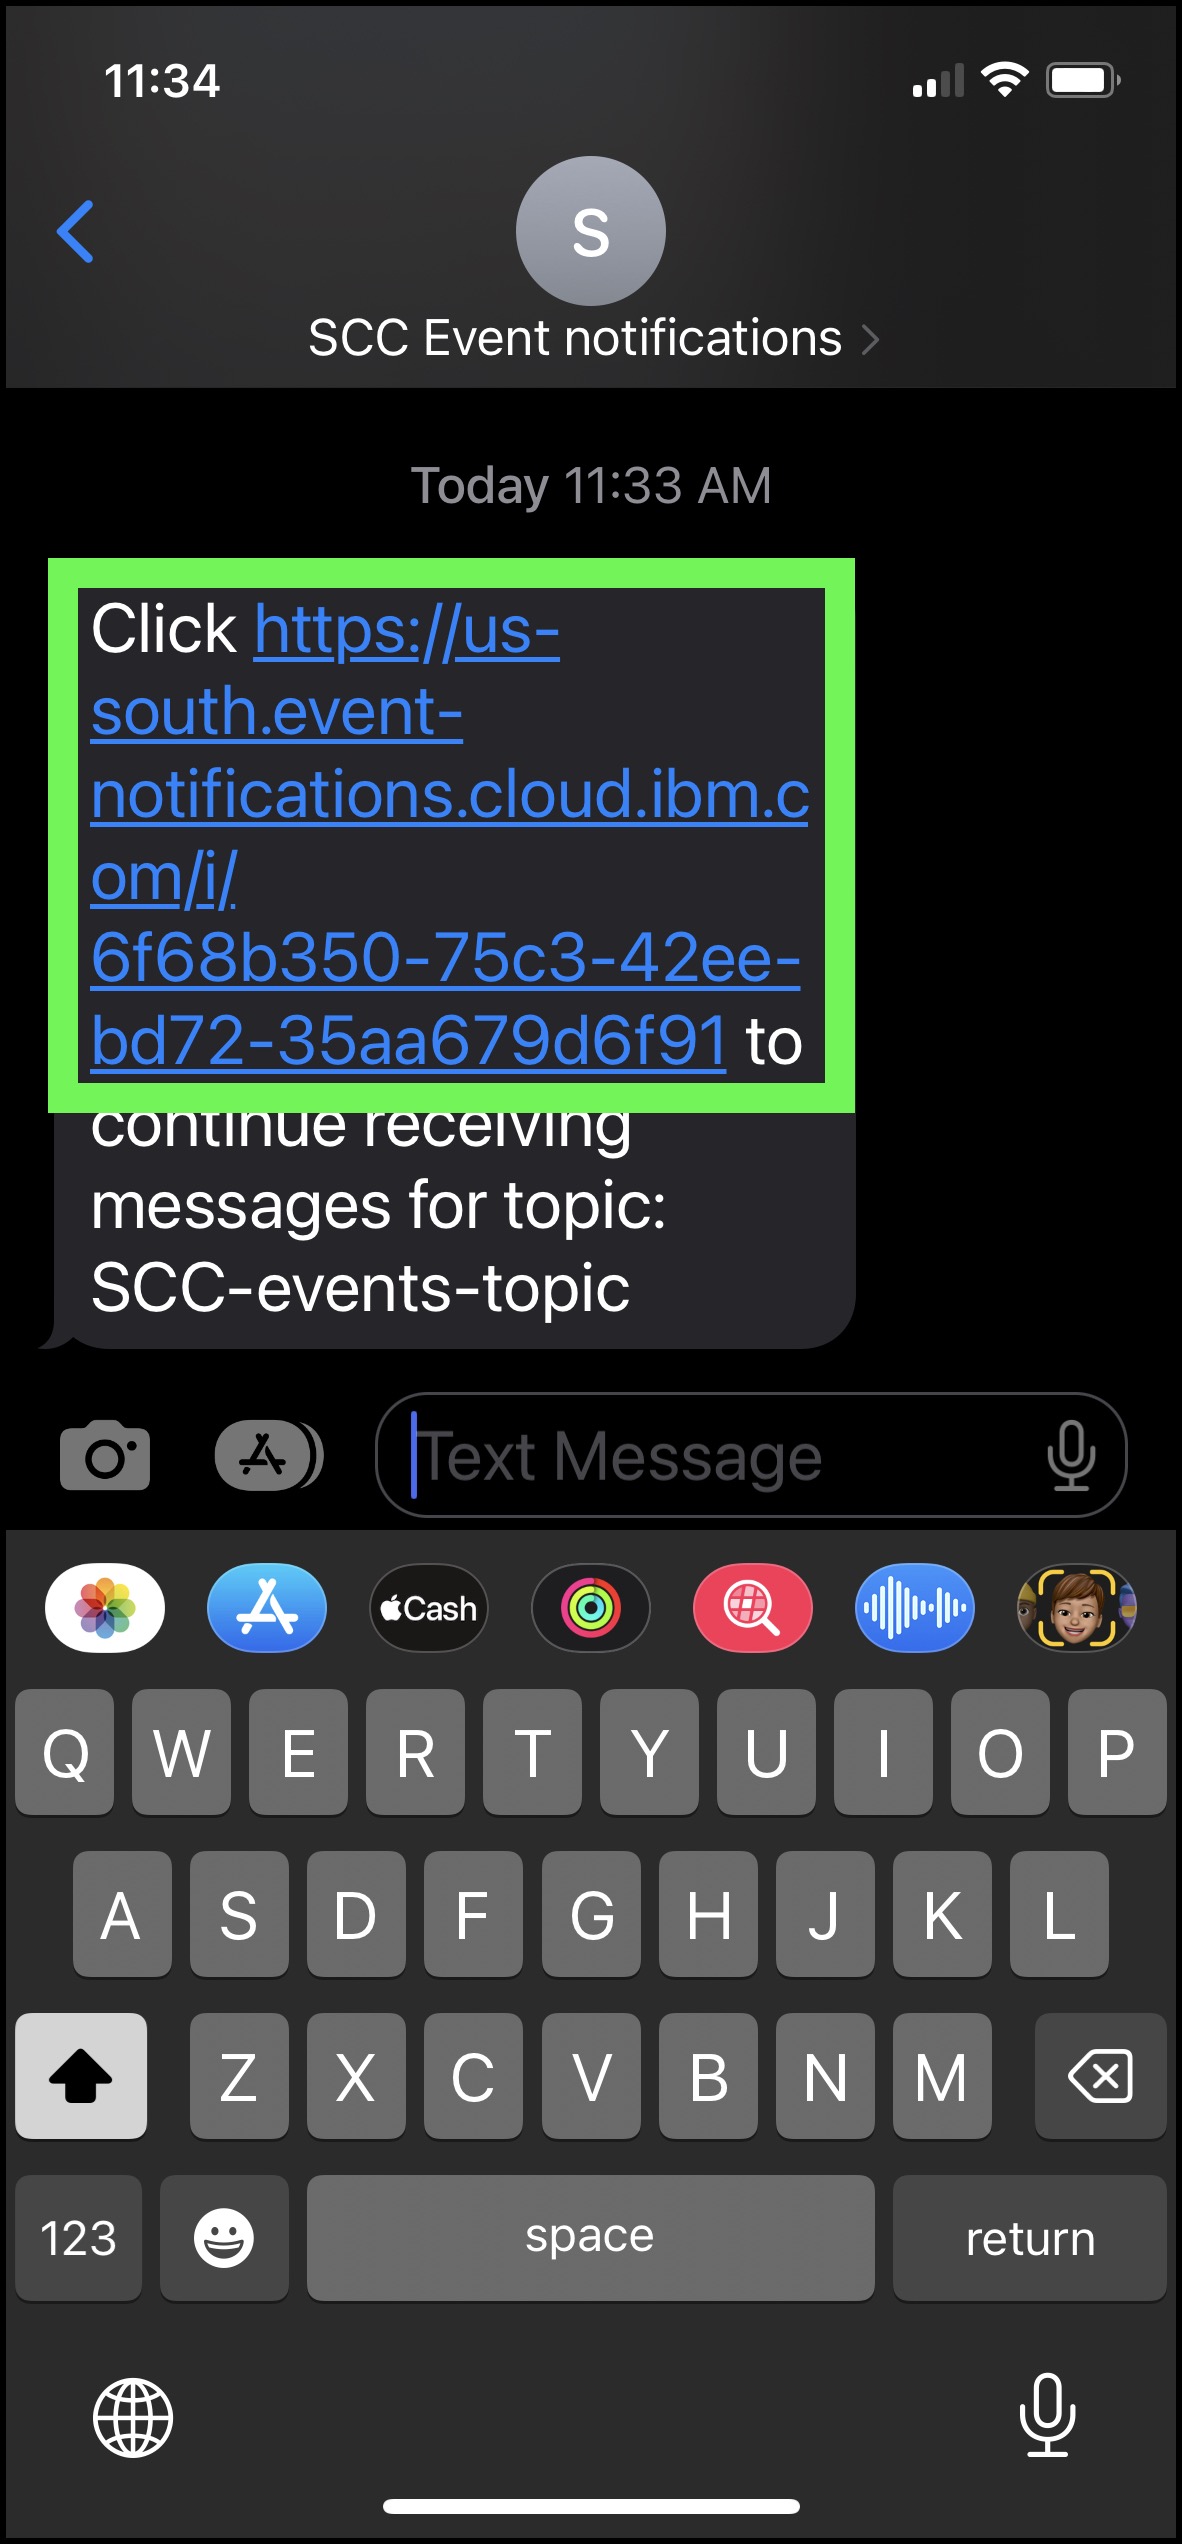 11:34
S
SCC Event notifications
Today 11:33 AM
Click https://us-
south.event-
notifications.cloud.ibm.c
om/i/
6f68b350-75c3-42ee-
bd72-35aa679d6f91 to
continue receiving
messages for topic:
SCC-events-topic
Text Message
Cash
Q W E R T Y U I O P
A S D F G H J K L
Z X C V B N M
123 space return